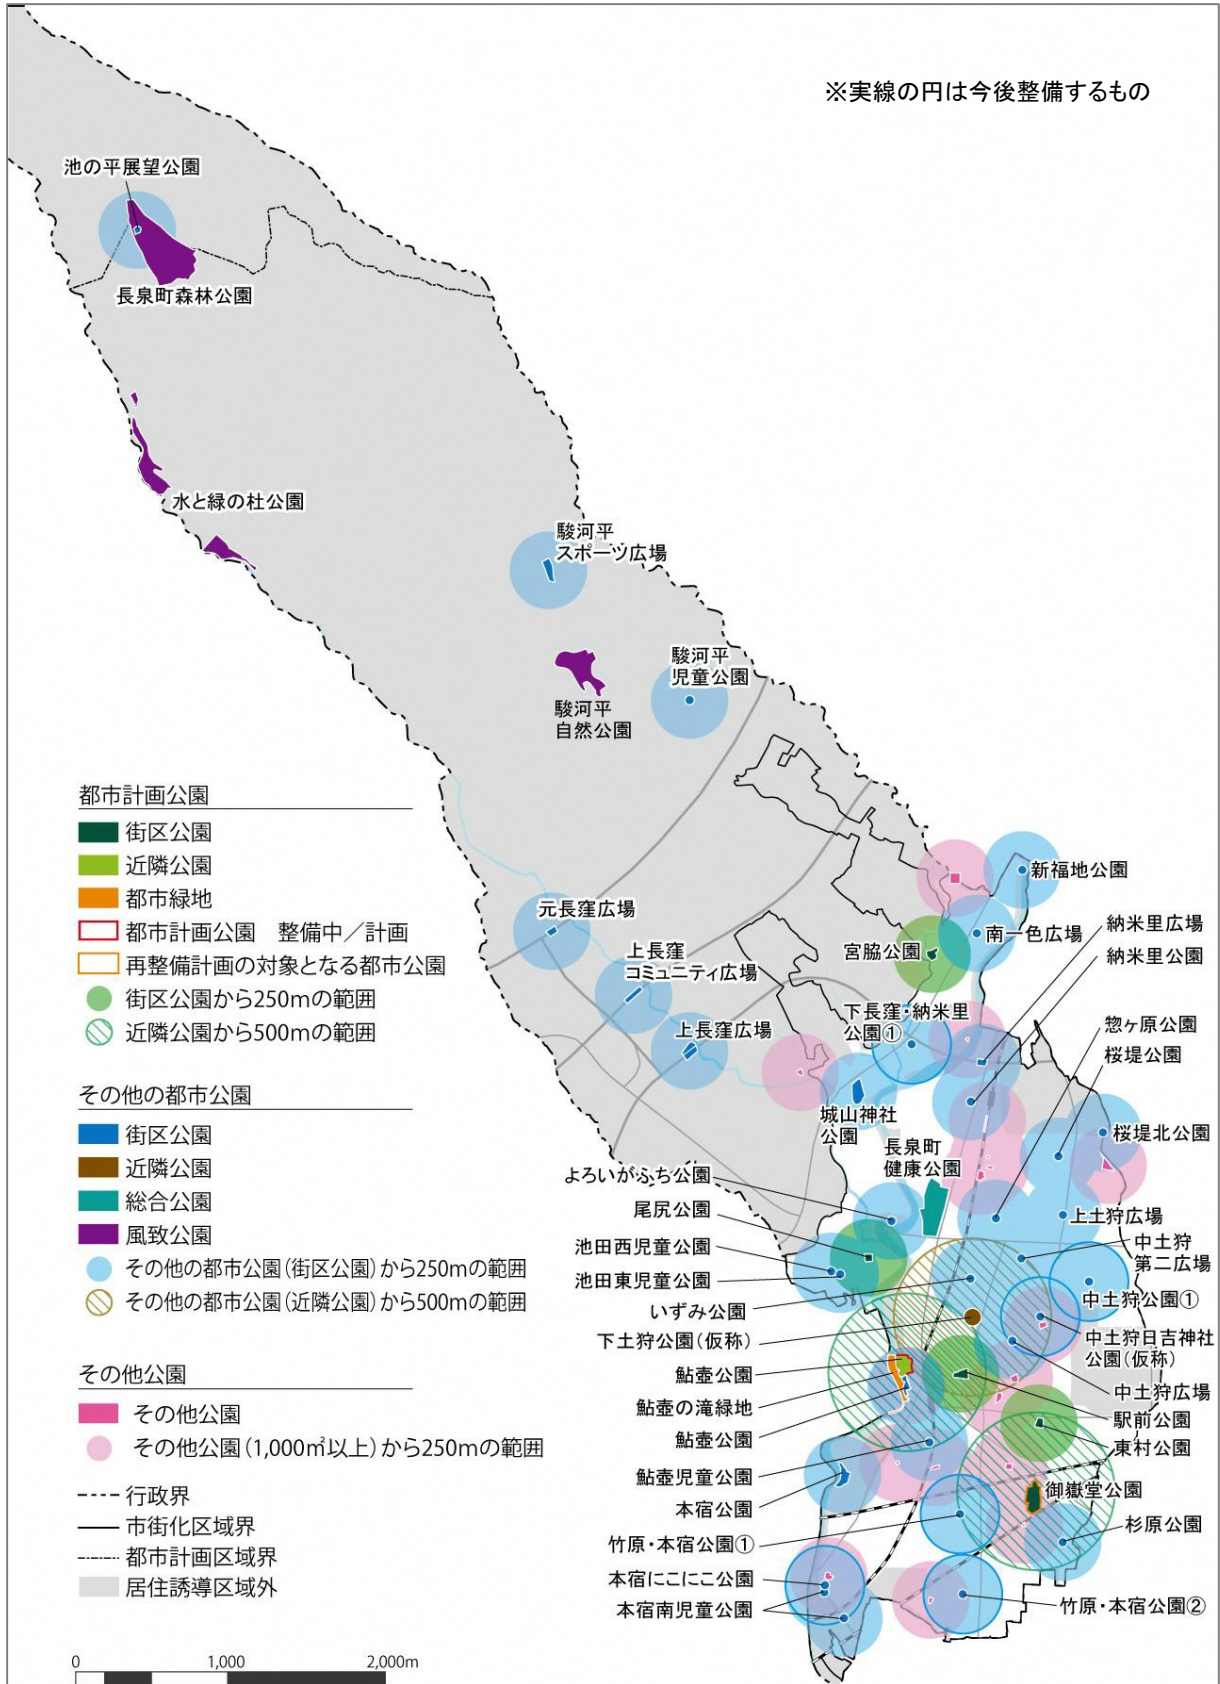 ※実線の円は今後整備するもの
池の平展望公園
長泉町森林公園
水と緑の杜公園
駿河平
スポーツ広場
駿河平
児童公園
駿河平
自然公園
都市計画公園
街区公園
近隣公園
都市緑地
都市計画公園　整備中／計画
再整備計画の対象となる都市公園
街区公園から250mの範囲
近隣公園から500mの範囲
その他の都市公園
街区公園
近隣公園
総合公園
風致公園
その他の都市公園（街区公園）から250mの範囲
その他の都市公園（近隣公園）から500mの範囲
その他公園
その他公園
その他公園（1,000㎡以上）から250mの範囲
行政界
市街化区域界
都市計画区域界
居住誘導区域外
0 1,000 2,000m
新福地公園
元長窪広場
南一色広場
納米里広場
宮脇公園
納米里公園
上長窪
コミュニティ広場
下長窪・納米里
公園①
惣ヶ原公園
上長窪広場
桜堤公園
城山神社
公園
桜堤北公園
長泉町
健康公園
よろいがふち公園
尾尻公園
上土狩広場
池田西児童公園
中土狩
第二広場
池田東児童公園
中土狩公園①
いずみ公園
下土狩公園（仮称）
中土狩日吉神社
公園（仮称）
鮎壺公園
中土狩広場
鮎壺の滝緑地
駅前公園
鮎壺公園
東村公園
鮎壺児童公園
御嶽堂公園
本宿公園
杉原公園
竹原・本宿公園①
本宿にこにこ公園
本宿南児童公園
竹原・本宿公園②